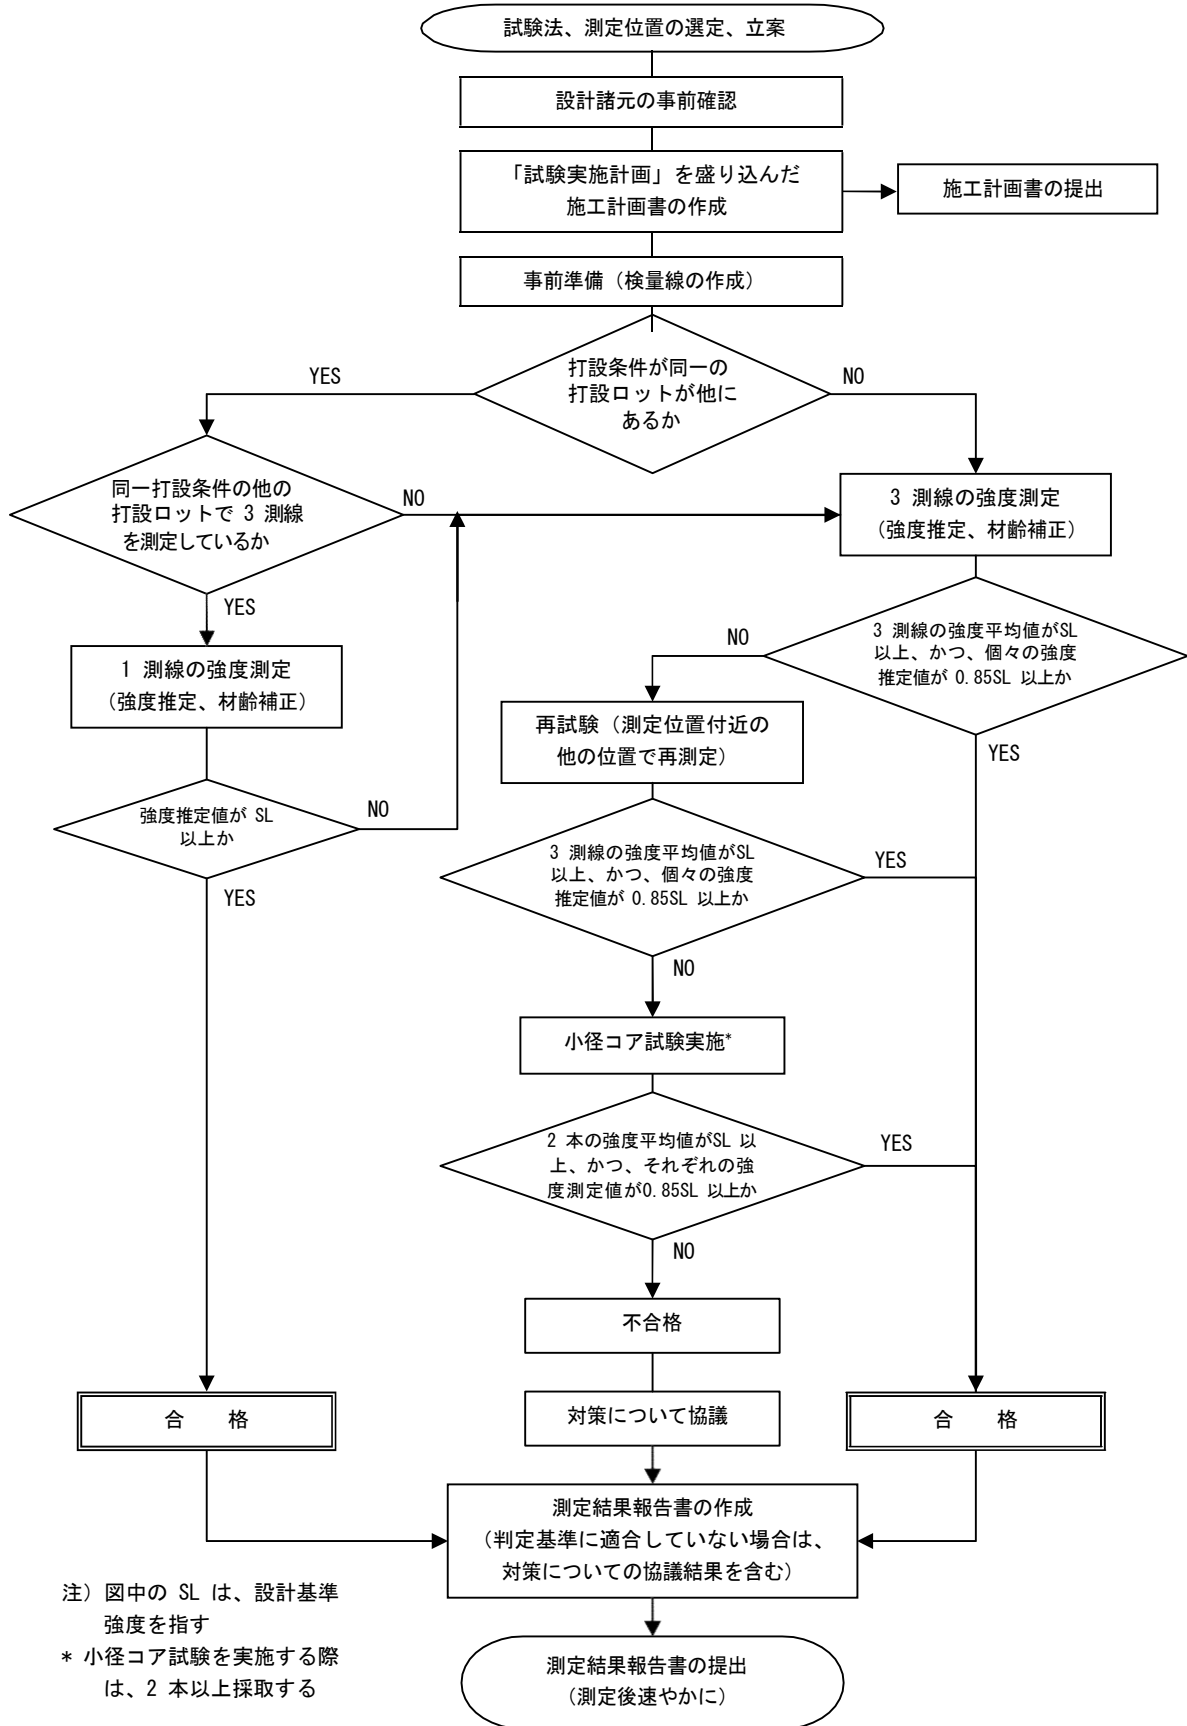 試験法、測定位置の選定、立案
設計諸元の事前確認
「試験実施計画」を盛り込んだ
施工計画書の作成
施工計画書の提出
事前準備（検量線の作成）
打設条件が同一の
打設ロットが他に
あるか
YES
NO
同一打設条件の他の
打設ロットで 3 測線
を測定しているか
NO
YES
3 測線の強度測定
（強度推定、材齢補正）
1 測線の強度測定
（強度推定、材齢補正）
3 測線の強度平均値がSL
以上、かつ、個々の強度
推定値が 0.85SL 以上か
NO
YES
再試験（測定位置付近の
他の位置で再測定）
強度推定値が SL
以上か
NO
YES
3 測線の強度平均値がSL
以上、かつ、個々の強度
推定値が 0.85SL 以上か
YES
NO
小径コア試験実施*
2 本の強度平均値がSL 以
上、かつ、それぞれの強
度測定値が0.85SL 以上か
YES
NO
不合格
合　格
対策について協議
合　格
測定結果報告書の作成
（判定基準に適合していない場合は、
対策についての協議結果を含む）
注）図中の SL は、設計基準
強度を指す
* 小径コア試験を実施する際
は、2 本以上採取する
測定結果報告書の提出
（測定後速やかに）